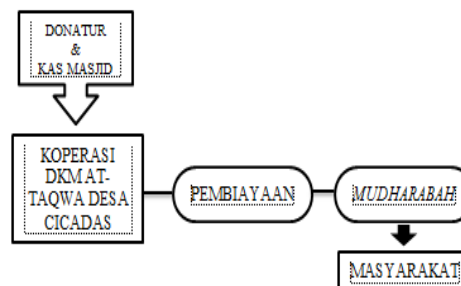 DONATUR
&
KAS MASJID
KOPERASI
DKM AT-
TAQWA DESA
CICADAS
PEMBIAYAAN
MUDHARABAH
MASYARAKAT